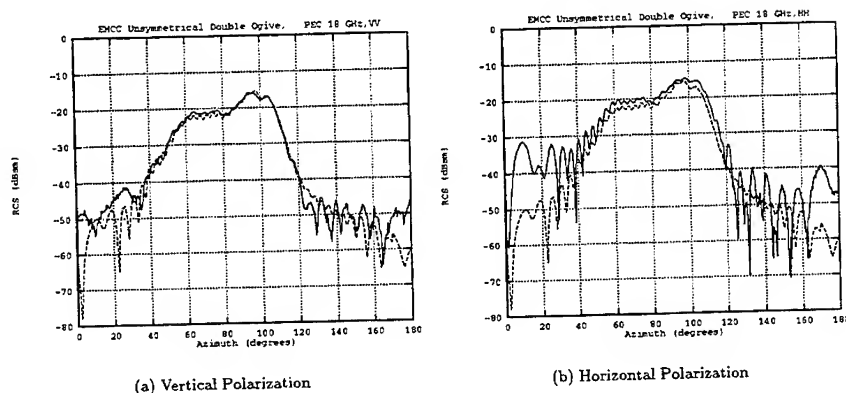 EMCC Unsymmetrical Double Ogive, PEC 18 GHz,VV
0
-10
-20
-30
-40
-50
-60
-70
-80
RCS (dBsm)
0 20 40 60 80 100 120 140 160 180
Azimuth (degrees)
(a) Vertical Polarization
EMCC Unsymmetrical Double Ogive, PEC 18 GHz,HH
0
-10
-20
-30
-40
-50
-60
-70
-80
RCS (dBsm)
0 20 40 60 80 100 120 140 160 180
Azimuth (degrees)
(b) Horizontal Polarization